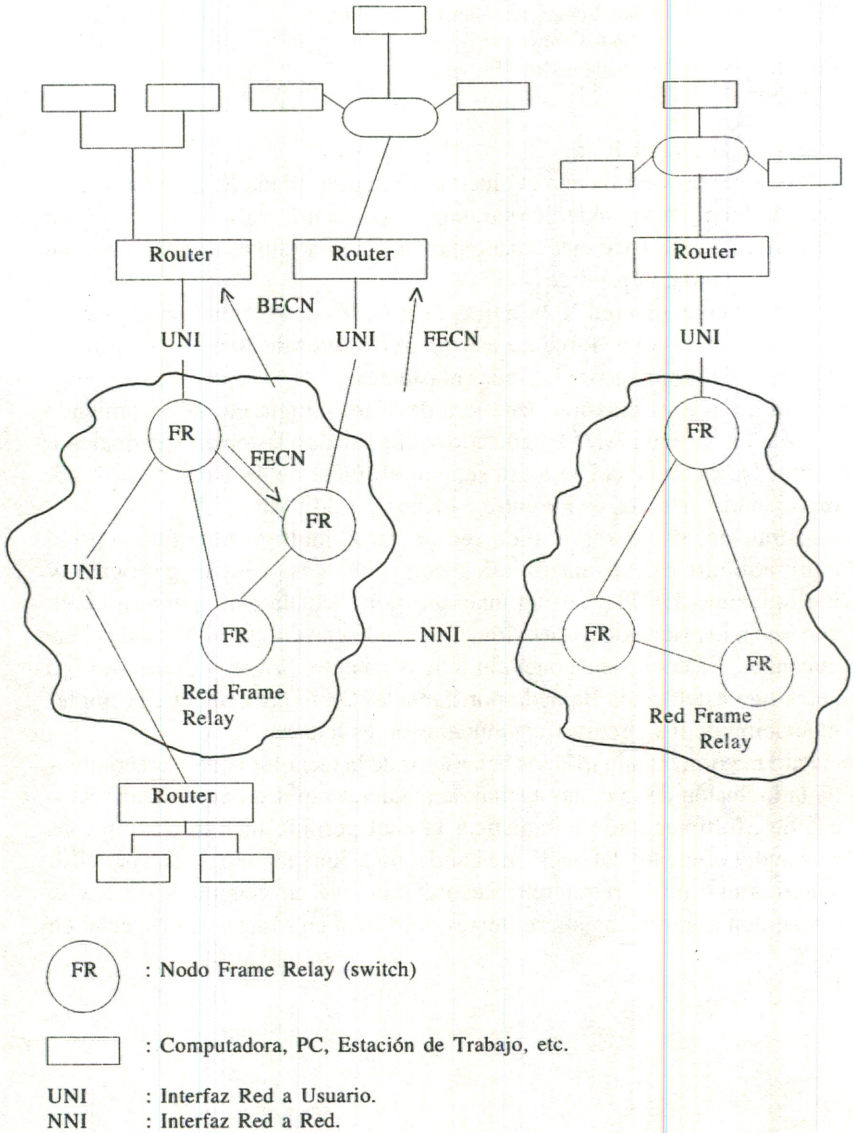 Router
Router
Router
BECN
UNI
UNI
FECN
UNI
FR
FECN
FR
FR
UNI
FR
NNI
FR
FR
Red Frame
Relay
Red Frame
Relay
Router
FR : Nodo Frame Relay (switch)
: Computadora, PC, Estación de Trabajo, etc.
UNI : Interfaz Red a Usuario.
NNI : Interfaz Red a Red.